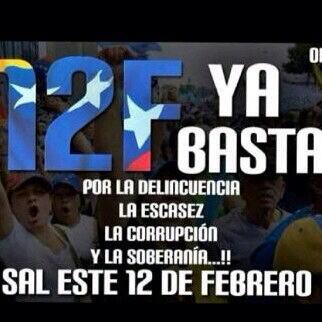 12F YA
BASTA
POR LA DELINCUENCIA
LA ESCASEZ
LA CORRUPCIÓN
Y LA SOBERANÍA...!!
SAL ESTE 12 DE FEBRERO